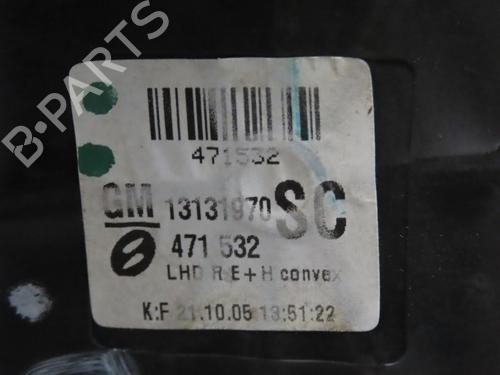 B-PARTS
471532
GM 13131970 SC
471 532
LHD R E+H convex
K:F 21.10.05 13:51:22